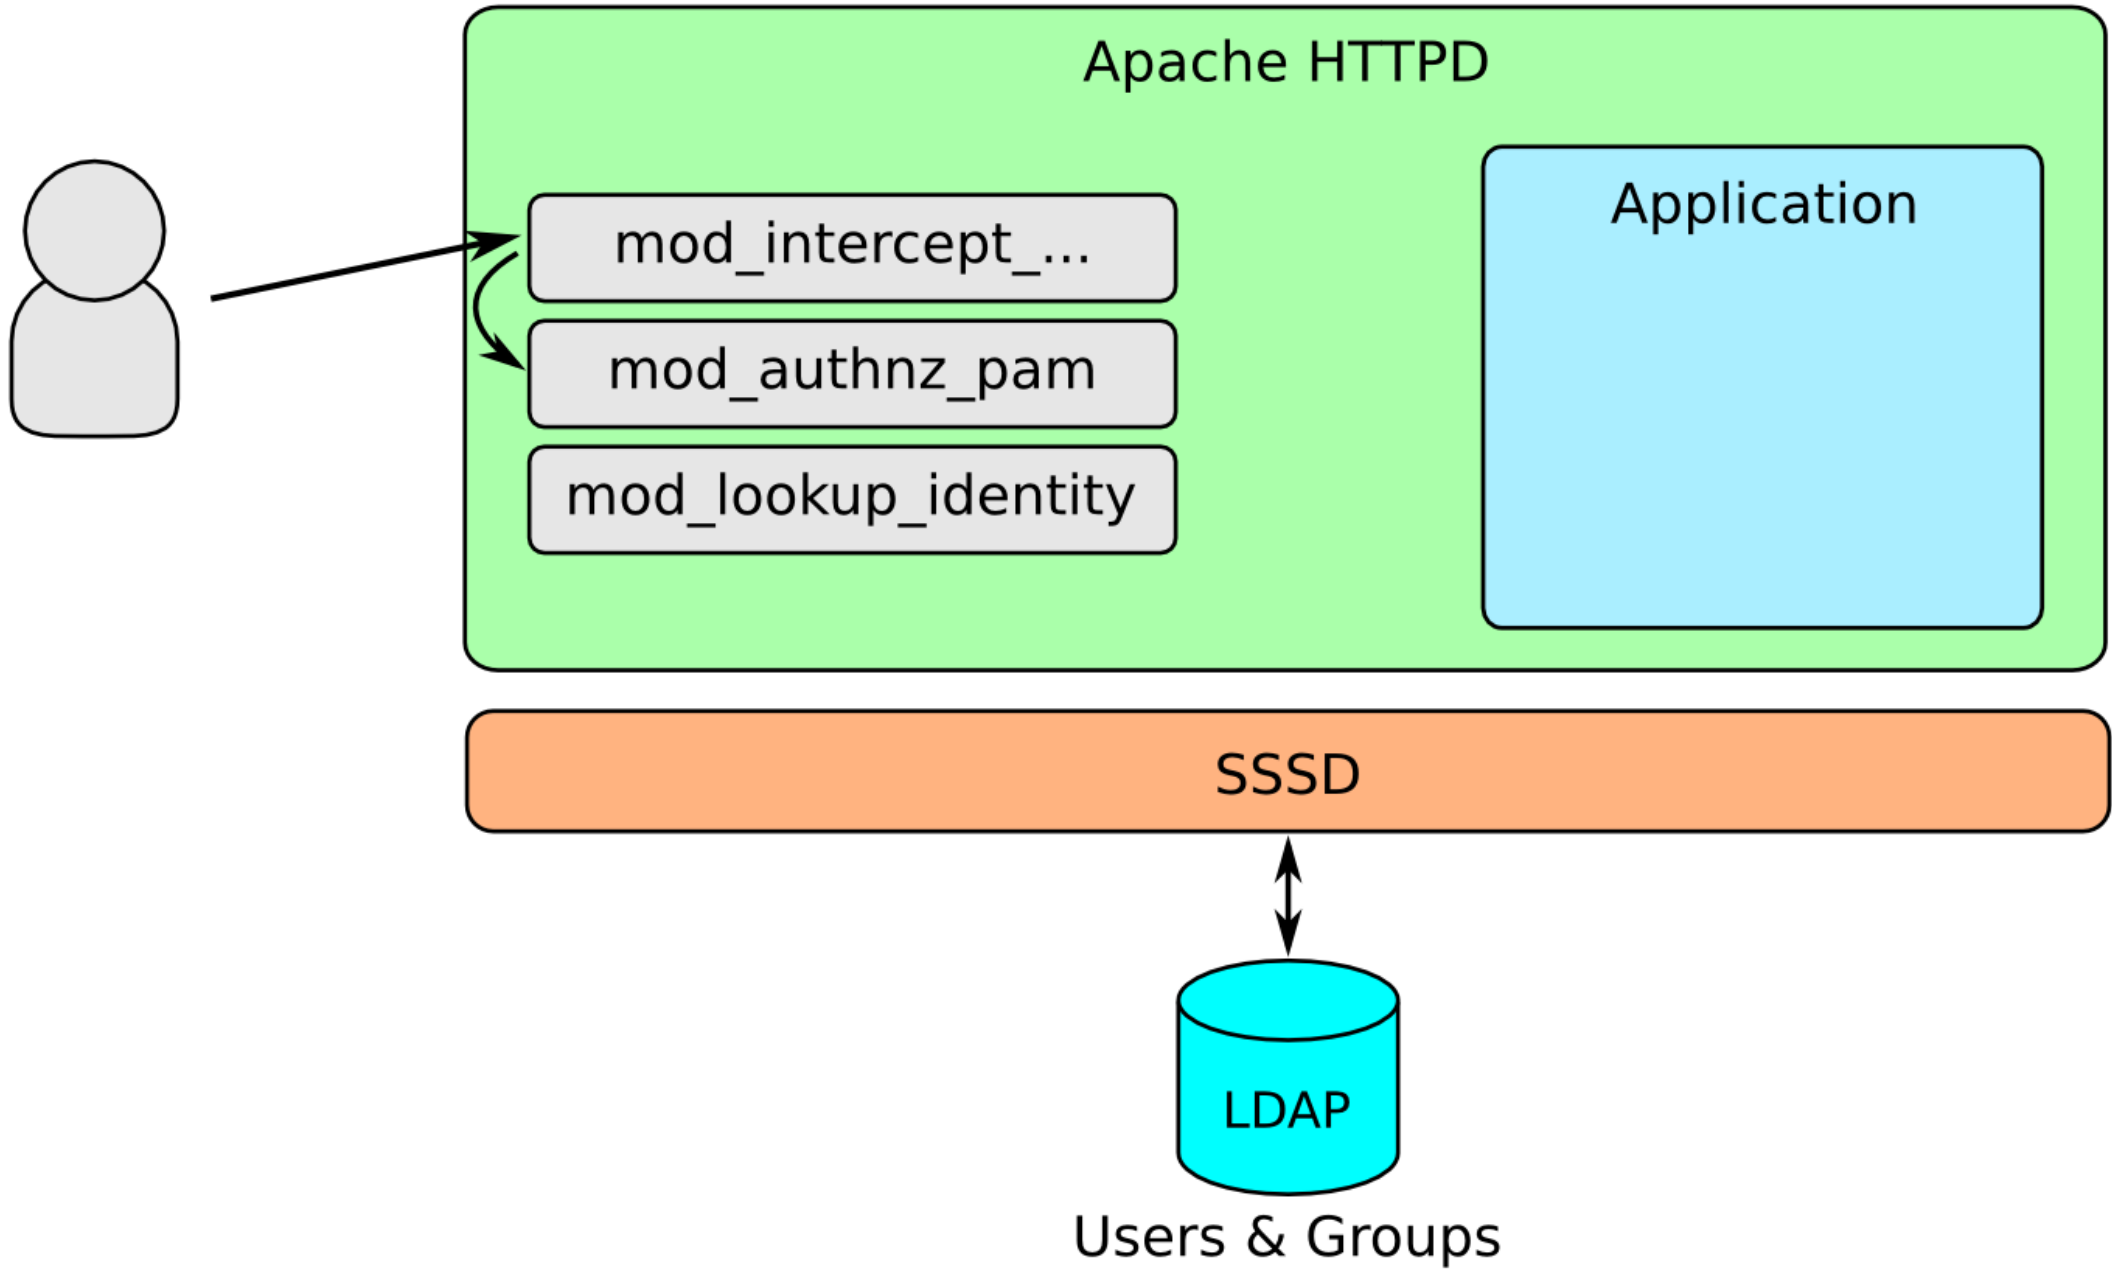 Apache HTTPD
Application
mod_intercept_...
mod_authnz_pam
mod_lookup_identity
SSSD
LDAP
Users & Groups